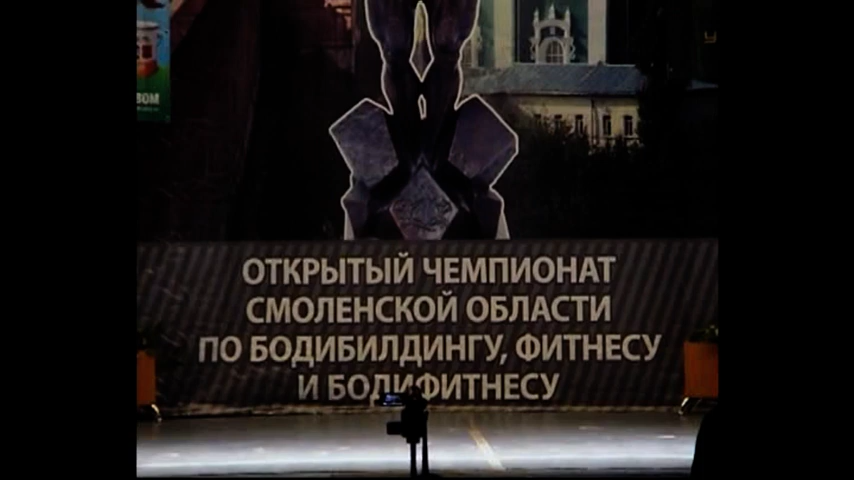 ОТКРЫТЫЙ ЧЕМПИОНАТ
СМОЛЕНСКОЙ ОБЛАСТИ
ПО БОДИБИЛДИНГУ, ФИТНЕСУ
И БОДИФИТНЕСУ